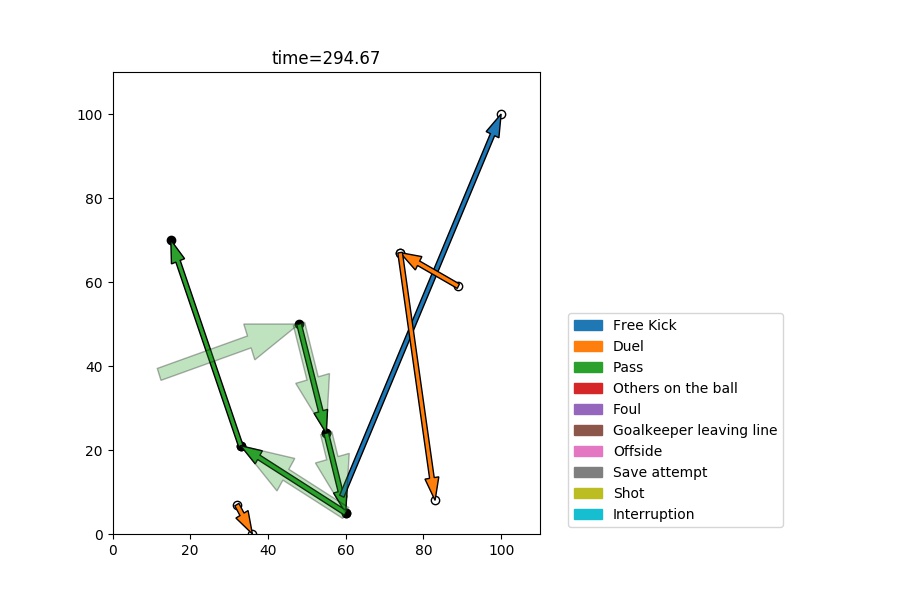 time=294.67
100
80
60
40
20
0
0 20 40 60 80 100
Free Kick
Duel
Pass
Others on the ball
Foul
Goalkeeper leaving line
Offside
Save attempt
Shot
Interruption